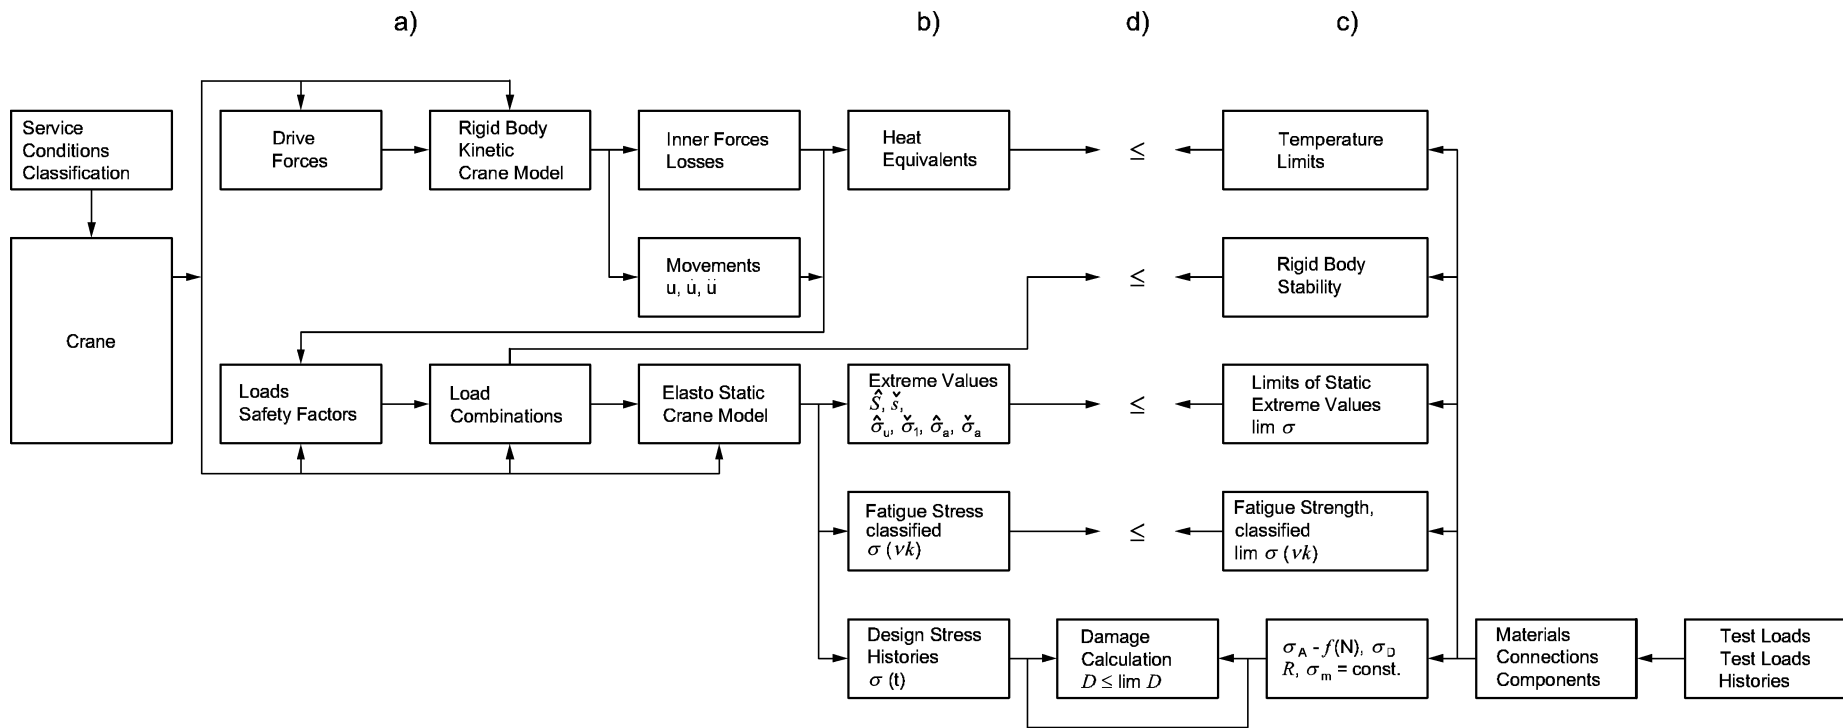 a)
b)
d)
c)
Service
Conditions
Classification
Drive
Forces
Rigid Body
Kinetic
Crane Model
Inner Forces
Losses
Heat
Equivalents
≤
Temperature
Limits
Crane
Movements
u, u̇, ü
≤
Rigid Body
Stability
Loads
Safety Factors
Load
Combinations
Elasto Static
Crane Model
Extreme Values
Ŝ, š,
σ̂u, σ̌1, σ̂a, σ̌a
≤
Limits of Static
Extreme Values
lim σ
Fatigue Stress
classified
σ (νk)
≤
Fatigue Strength,
classified
lim σ (νk)
Design Stress
Histories
σ (t)
Damage
Calculation
D ≤ lim D
σA - f(N), σD
R, σm = const.
Materials
Connections
Components
Test Loads
Test Loads
Histories